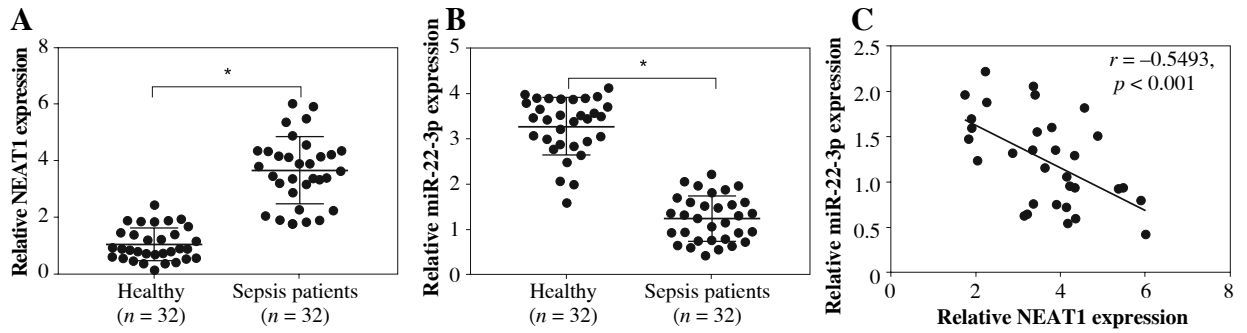 A
Relative NEAT1 expression
8
6
4
2
0
*
Healthy
(n = 32)
Sepsis patients
(n = 32)
B
Relative miR-22-3p expression
5
4
3
2
1
0
*
Healthy
(n = 32)
Sepsis patients
(n = 32)
C
Relative miR-22-3p expression
2.5
2.0
1.5
1.0
0.5
0
r = –0.5493,
p < 0.001
0 2 4 6 8
Relative NEAT1 expression